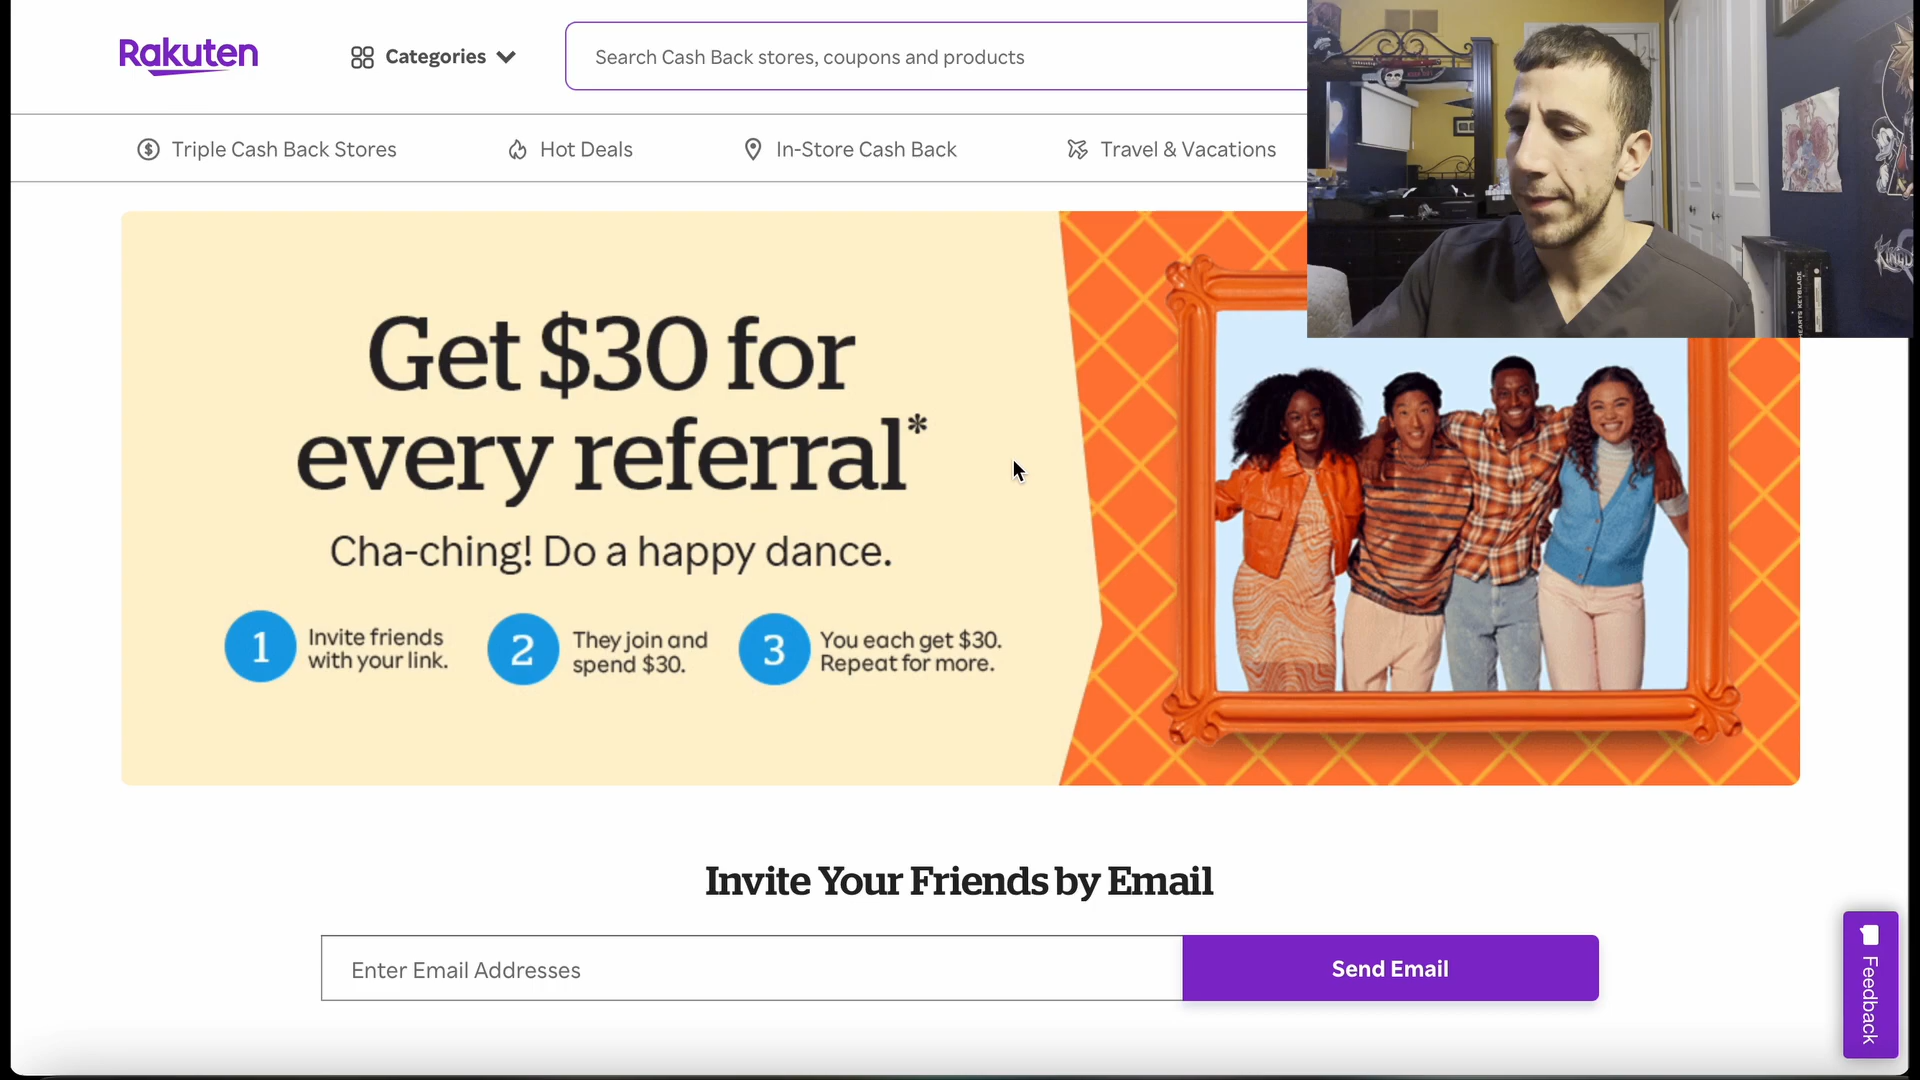 Rakuten
Categories
Search Cash Back stores, coupons and products
Triple Cash Back Stores
Hot Deals
In-Store Cash Back
Travel & Vacations
Get $30 for
every referral*
Cha-ching! Do a happy dance.
1
Invite friends
with your link.
2
They join and
spend $30.
3
You each get $30.
Repeat for more.
Invite Your Friends by Email
Enter Email Addresses
Send Email
Feedback